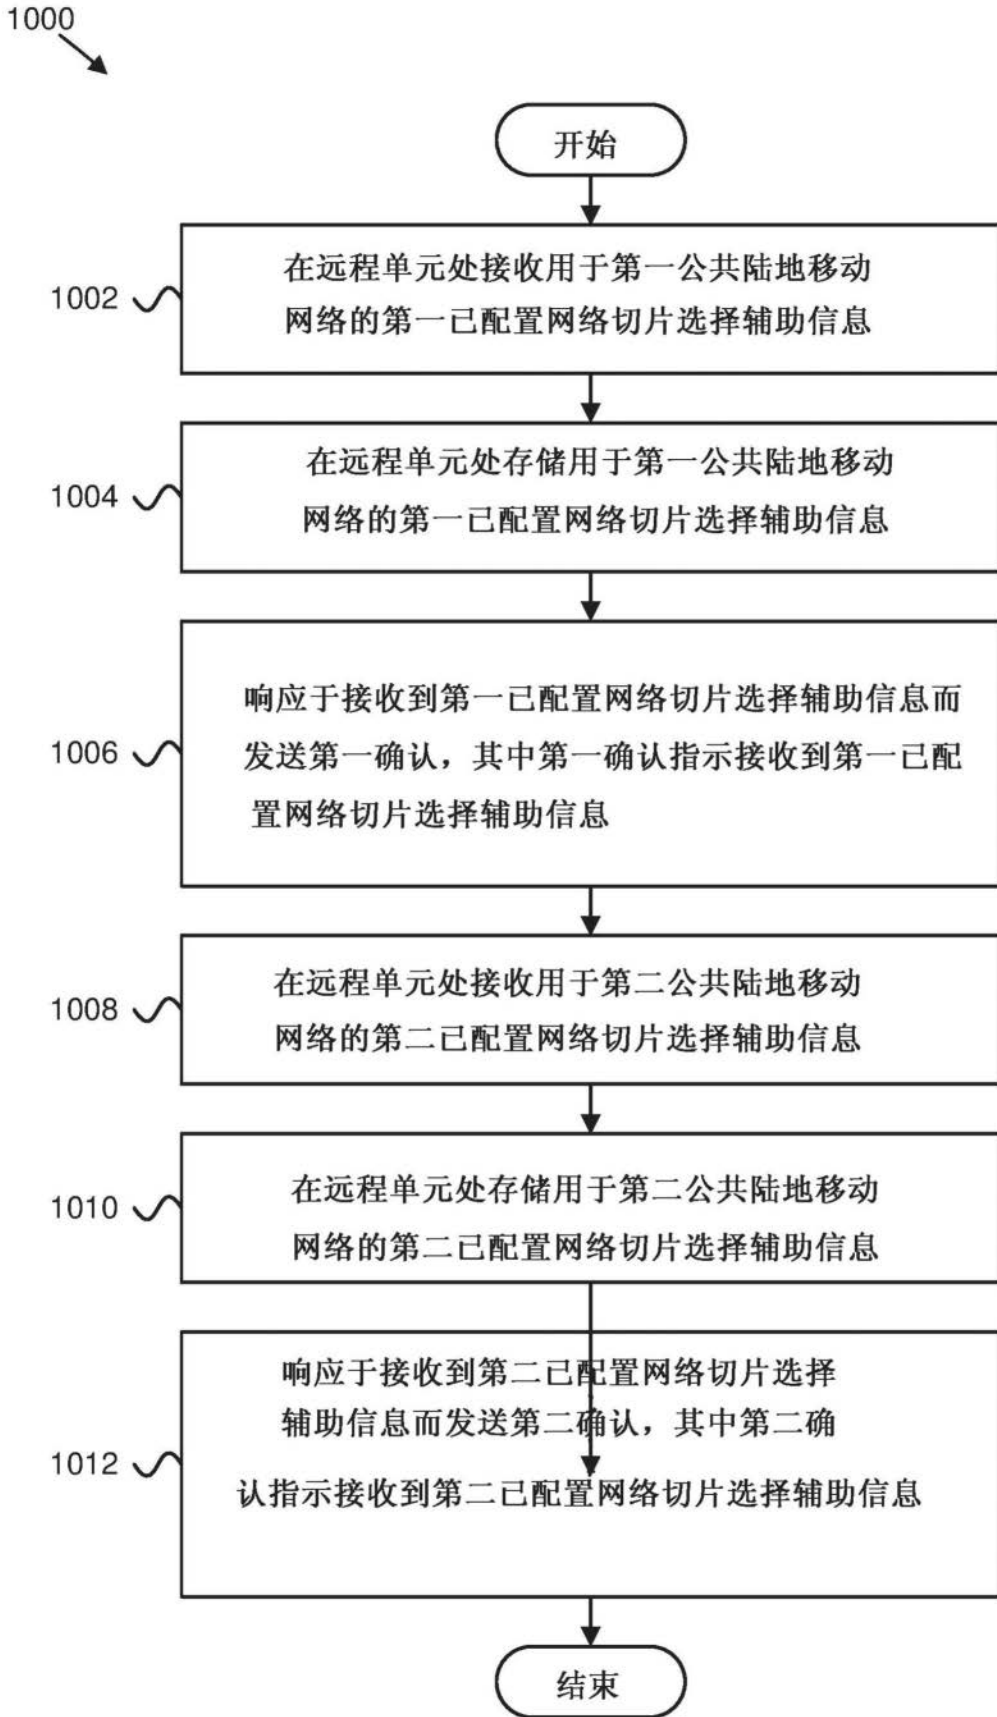 1000
开始
1002
在远程单元处接收用于第一公共陆地移动
网络的第一已配置网络切片选择辅助信息
1004
在远程单元处存储用于第一公共陆地移动
网络的第一已配置网络切片选择辅助信息
1006
响应于接收到第一已配置网络切片选择辅助信息而
发送第一确认，其中第一确认指示接收到第一已配
置网络切片选择辅助信息
1008
在远程单元处接收用于第二公共陆地移动
网络的第二已配置网络切片选择辅助信息
1010
在远程单元处存储用于第二公共陆地移动
网络的第二已配置网络切片选择辅助信息
1012
响应于接收到第二已配置网络切片选择
辅助信息而发送第二确认，其中第二确
认指示接收到第二已配置网络切片选择辅助信息
结束